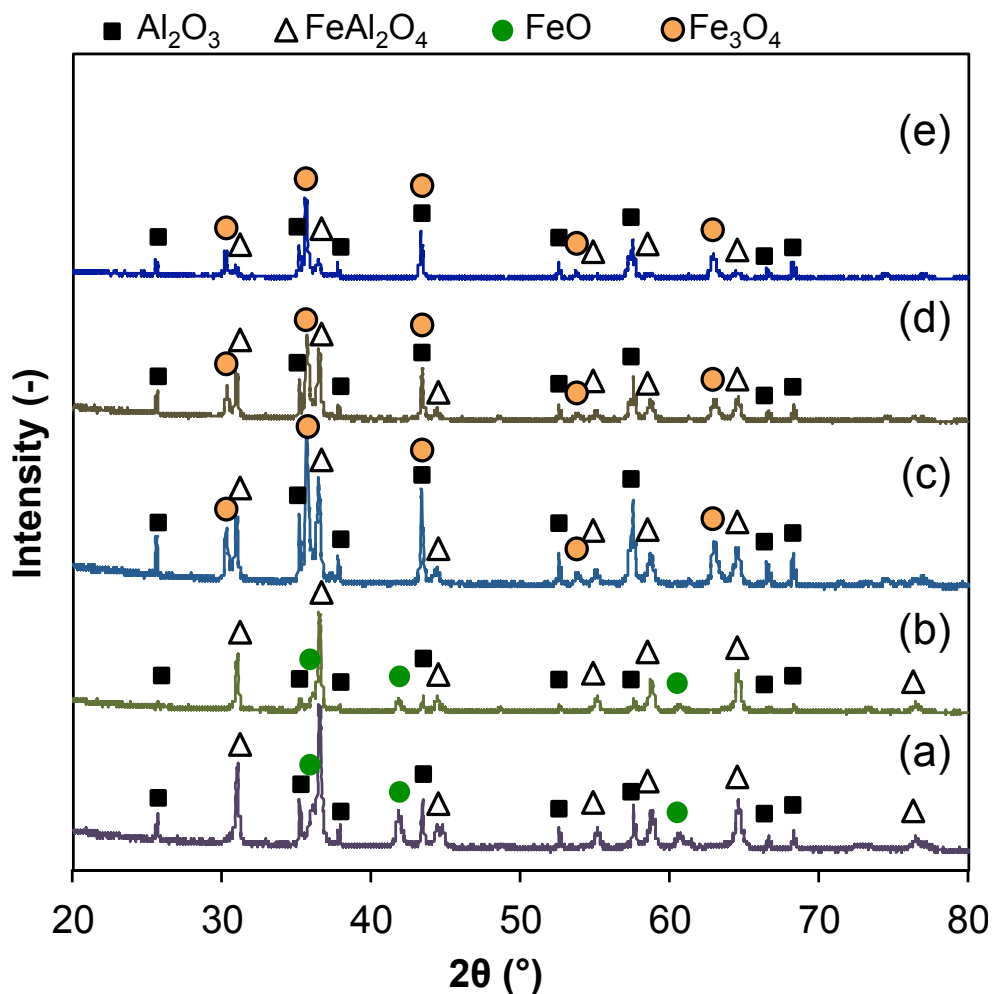 Al₂O₃ FeAl₂O₄ FeO Fe₃O₄
(e)
(d)
(c)
(b)
(a)
Intensity (-)
20 30 40 50 60 70 80
2θ (°)